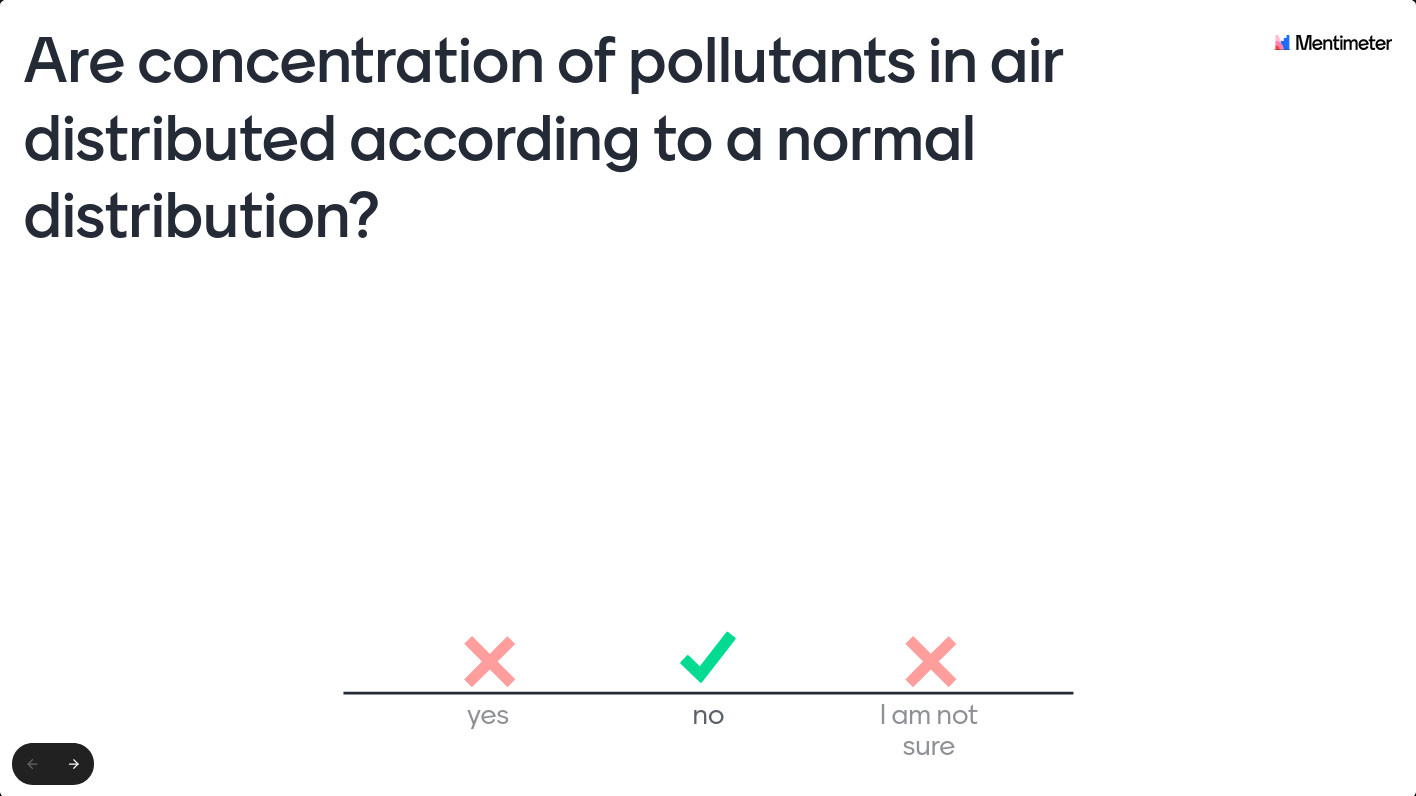 Are concentration of pollutants in air
distributed according to a normal
distribution?
Mentimeter
yes
no
I am not
sure